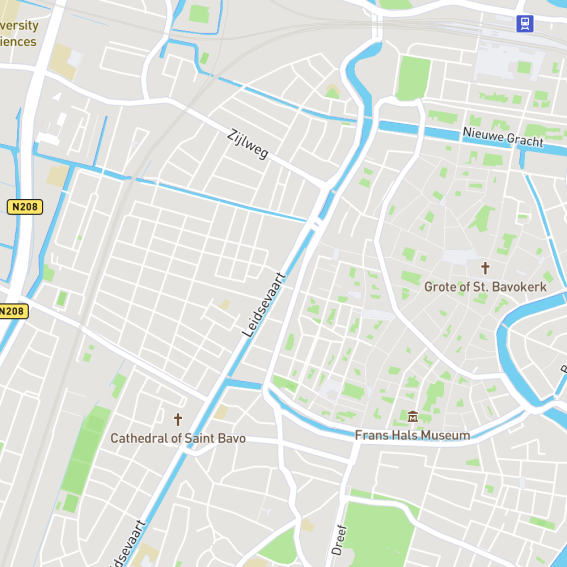 versity
iences
Zijlweg
Nieuwe Gracht
N208
Grote of St. Bavokerk
Leidsevaart
N208
Cathedral of Saint Bavo
Frans Hals Museum
idsevaart
Dreef